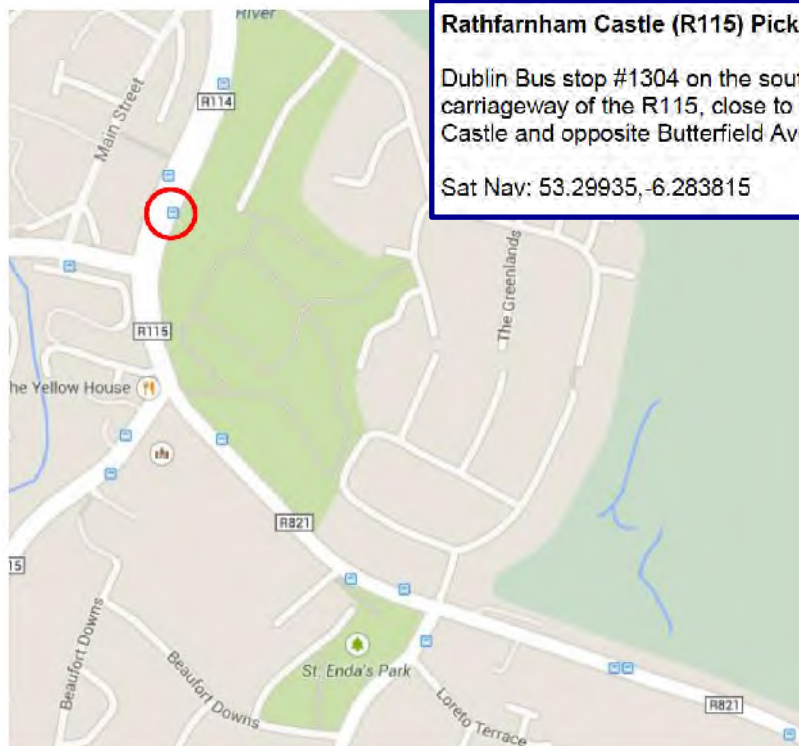 River
Rathfarnham Castle (R115) Pick
Dublin Bus stop #1304 on the sout
carriageway of the R115, close to
Castle and opposite Butterfield Av
Sat Nav: 53.29935,-6.283815
R114
Main Street
The Greenlands
R115
he Yellow House
R821
15
Beaufort Downs
Beaufort Downs
St. Enda's Park
Loreto Terrace
R821